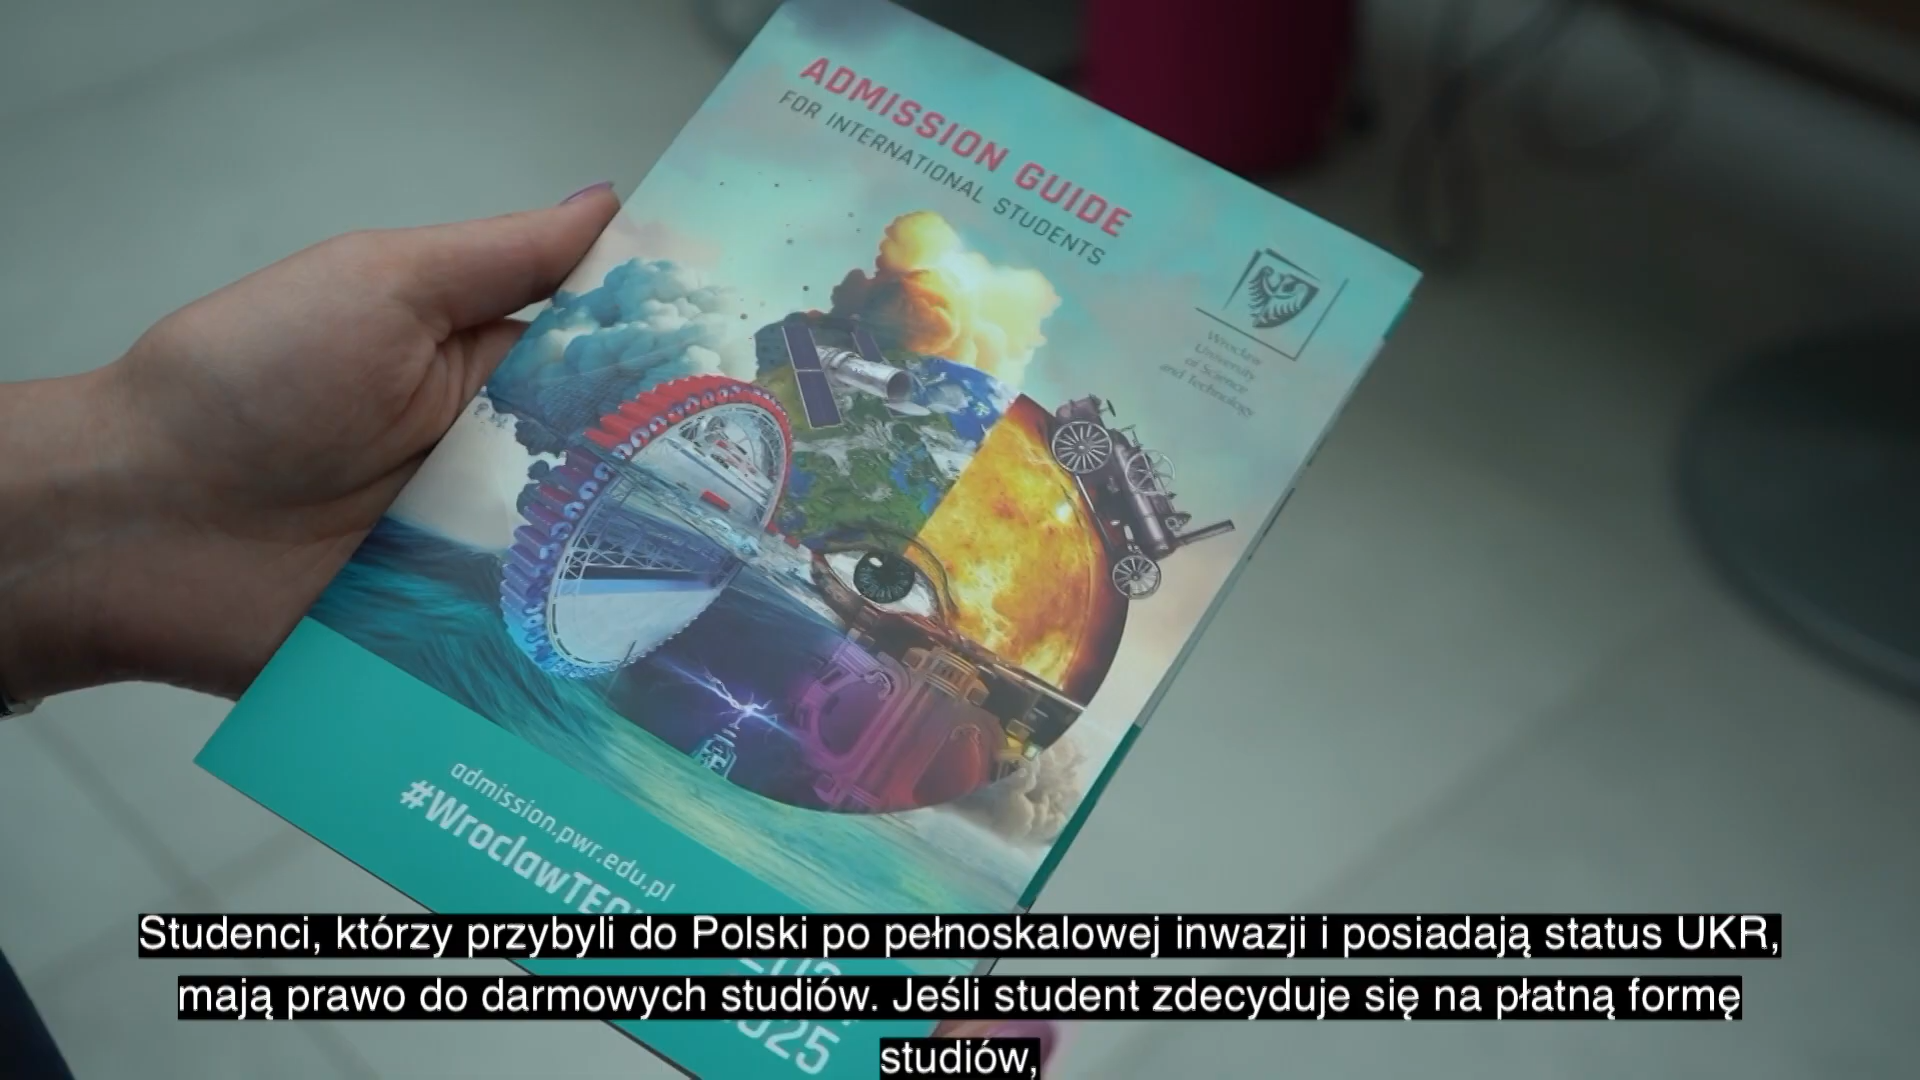 ADMISSION GUIDE
FOR INTERNATIONAL STUDENTS
Wrocław
University
of Science
and Technology
admission.pwr.edu.pl
2025
Studenci, którzy przybyli do Polski po pełnoskalowej inwazji i posiadają status UKR,
mają prawo do darmowych studiów. Jeśli student zdecyduje się na płatną formę
studiów,